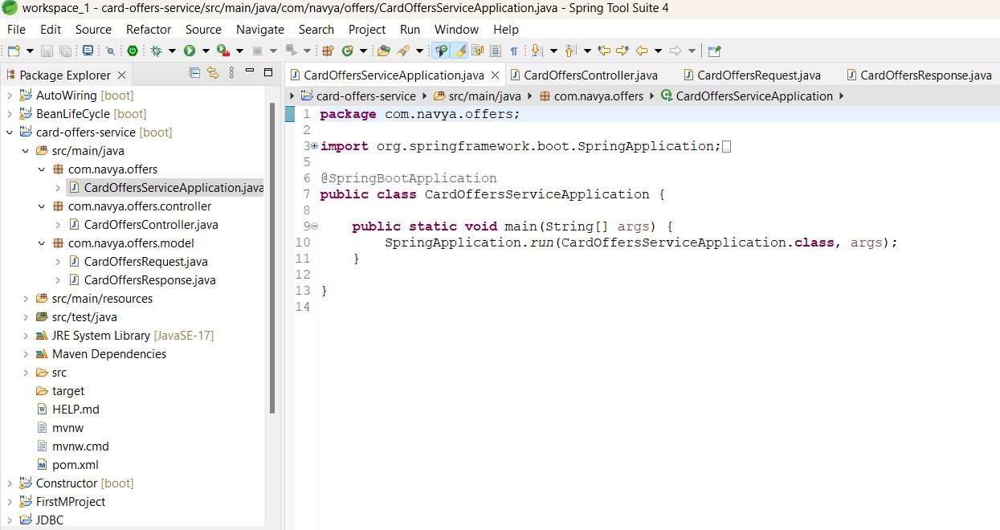 workspace_1 - card-offers-service/src/main/java/com/navya/offers/CardOffersServiceApplication.java - Spring Tool Suite 4
File Edit Source Refactor Source Navigate Search Project Run Window Help
Package Explorer
AutoWiring [boot]
BeanLifeCycle [boot]
card-offers-service [boot]
src/main/java
com.navya.offers
CardOffersServiceApplication.java
com.navya.offers.controller
CardOffersController.java
com.navya.offers.model
CardOffersRequest.java
CardOffersResponse.java
src/main/resources
src/test/java
JRE System Library [JavaSE-17]
Maven Dependencies
src
target
HELP.md
mvnw
mvnw.cmd
pom.xml
Constructor [boot]
FirstMProject
JDBC
CardOffersServiceApplication.java CardOffersController.java CardOffersRequest.java CardOffersResponse.java
card-offers-service src/main/java com.navya.offers CardOffersServiceApplication
1 package com.navya.offers;
2
3 import org.springframework.boot.SpringApplication;
5
6 @SpringBootApplication
7 public class CardOffersServiceApplication {
8
9 public static void main(String[] args) {
10 SpringApplication.run(CardOffersServiceApplication.class, args);
11 }
12
13 }
14